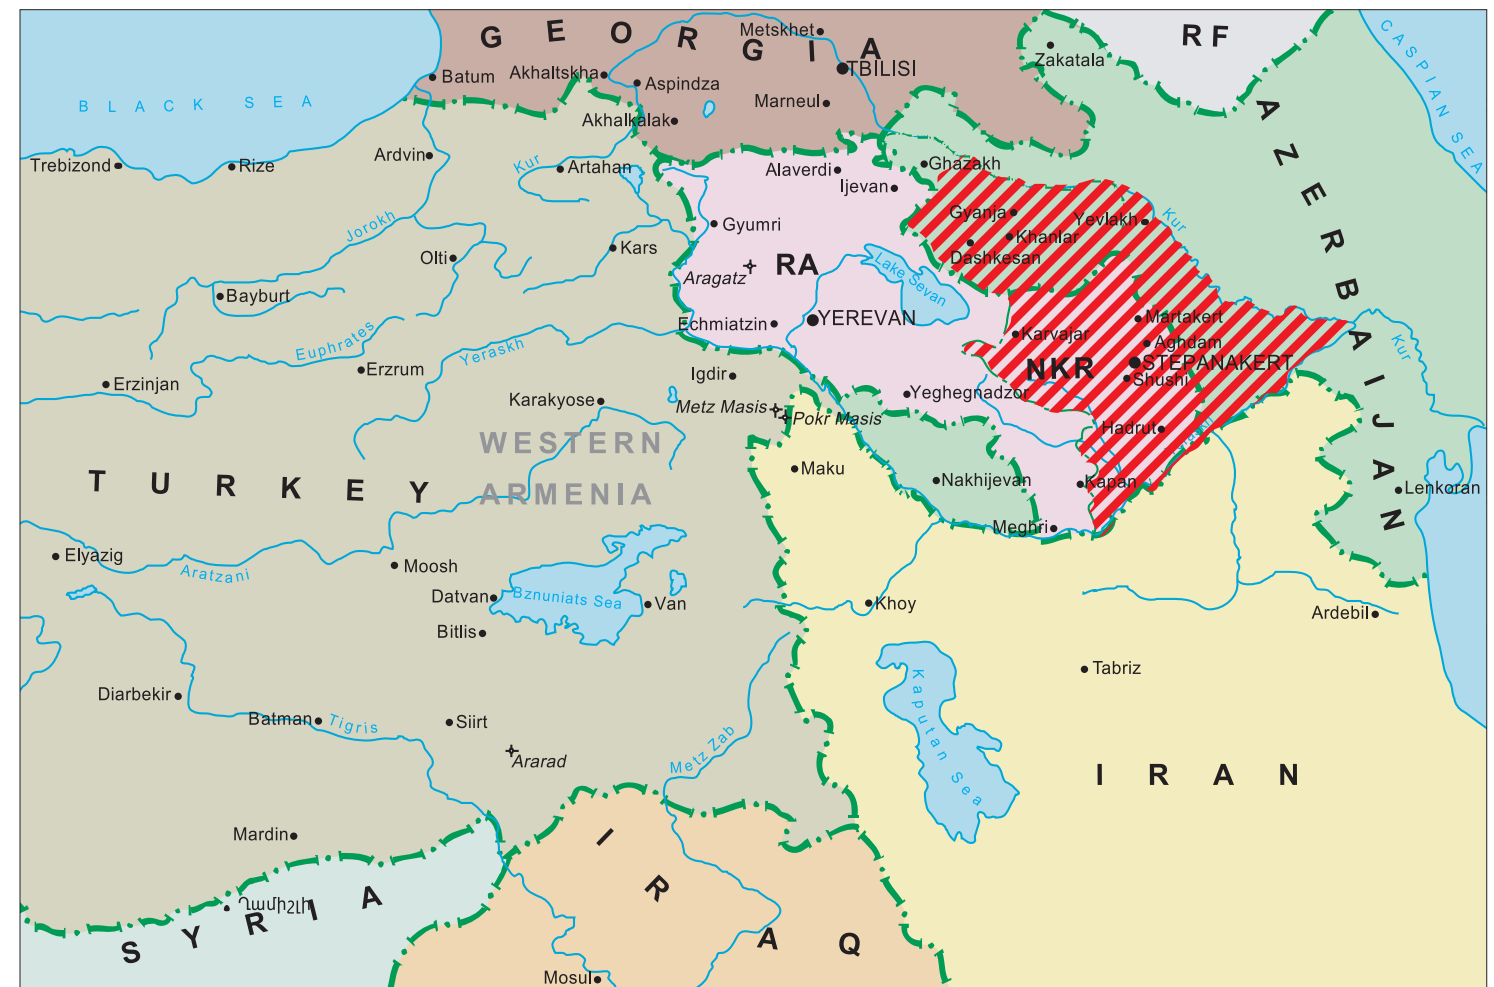 GEORGIA
RF
Metskhet
TBILISI
Zakatala
CASPIAN SEA
Batum
Akhaltskha
Aspindza
BLACK SEA
Marneul
AZERBAIJAN
Akhalkalak
Trebizond
Rize
Ardvin
Kur
Artahan
Alaverdi
Ijevan
Ghazakh
Gyanja
Yevlakh
Kur
Jorokh
Gyumri
Khanlar
Dashkesan
Olti
Kars
Aragatz
RA
Lake Sevan
Bayburt
Echmiatzin
YEREVAN
Martakert
Karvajar
Aghdam
Kur
Euphrates
Yeraskh
STEPANAKERT
NKR
Shushi
Erzinjan
Erzrum
Igdir
Karakyose
Metz Masis
Pokr Masis
Yeghegnadzor
Hadrut
WESTERN
ARMENIA
TURKEY
Maku
Nakhijevan
Kapan
Lenkoran
Meghri
Elyazig
Aratzani
Moosh
Datvan
Bznuniats Sea
Van
Khoy
Ardebil
Bitlis
Tabriz
Kaputan Sea
Diarbekir
Batman
Tigris
Siirt
Ararad
Metz Zab
IRAN
Mardin
IRAQ
Ղամիշլի
SYRIA
Mosul